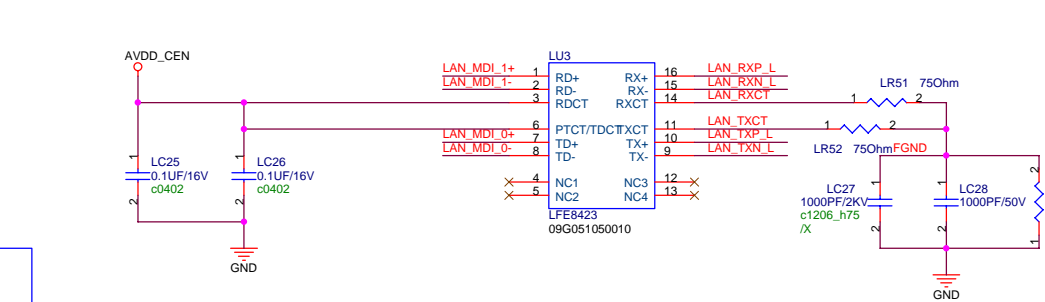 AVDD_CEN
LU3
LAN_MDI_1+ 1 RD+ RX+ 16 LAN_RXP_L
LAN_MDI_1- 2 RD- RX- 15 LAN_RXN_L
3 RDCT RXCT 14 LAN_RXCT
LR51 75Ohm
1 2
6 PTCT/TDCT TXCT 11 LAN_TXCT
1 2
LAN_MDI_0+ 7 TD+ TX+ 10 LAN_TXP_L
LAN_MDI_0- 8 TD- TX- 9 LAN_TXN_L
LR52 75Ohm FGND
4 NC1 NC3 12
5 NC2 NC4 13
LFE8423
09G051050010
1 LC25
0.1UF/16V
c0402
2
1 LC26
0.1UF/16V
c0402
2
GND
1 LC27
1000PF/2KV
c1206_h75
/X
2
1 LC28
1000PF/50V
2
2
1
GND